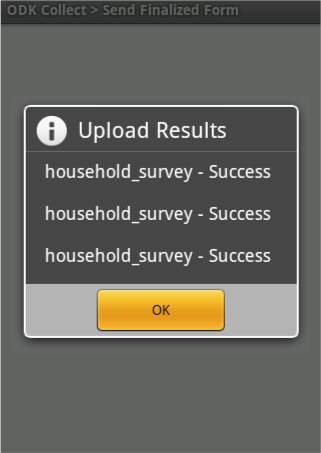 ODK Collect > Send Finalized Form
Upload Results
household_survey - Success
household_survey - Success
household_survey - Success
OK